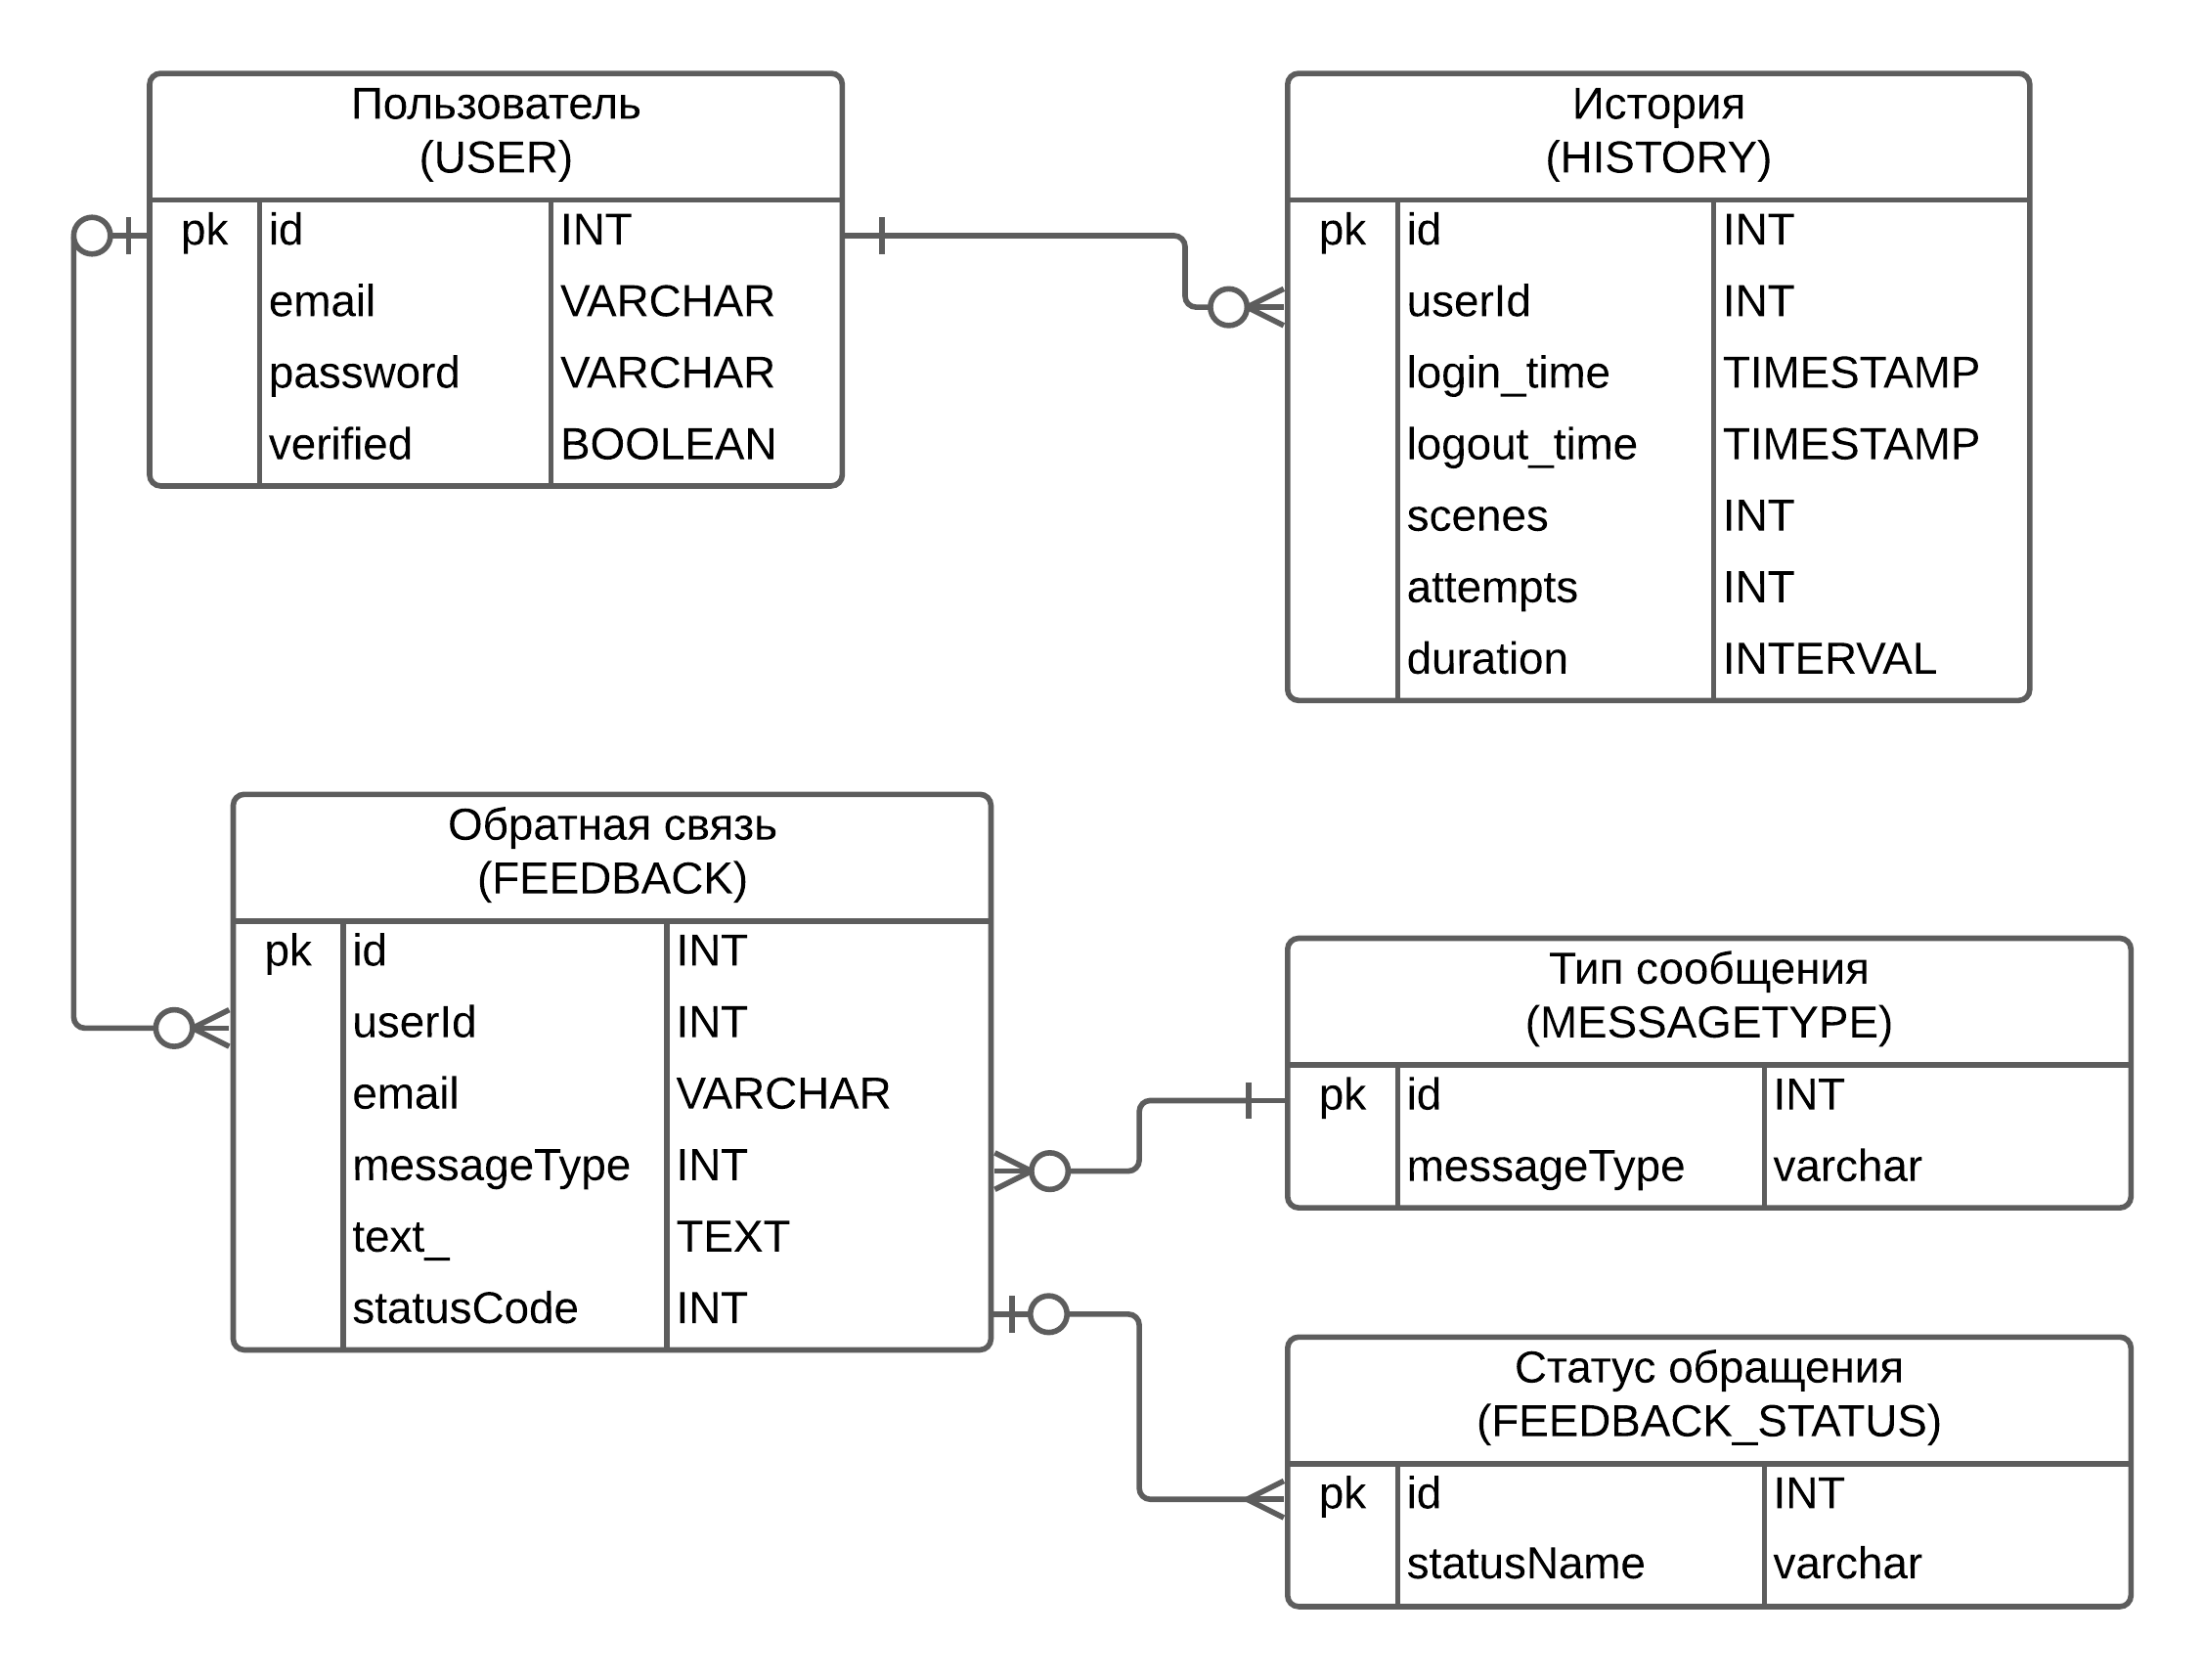 Пользователь
(USER)
pk id INT
email VARCHAR
password VARCHAR
verified BOOLEAN
История
(HISTORY)
pk id INT
userId INT
login_time TIMESTAMP
logout_time TIMESTAMP
scenes INT
attempts INT
duration INTERVAL
Обратная связь
(FEEDBACK)
pk id INT
userId INT
email VARCHAR
messageType INT
text_ TEXT
statusCode INT
Тип сообщения
(MESSAGETYPE)
pk id INT
messageType varchar
Статус обращения
(FEEDBACK_STATUS)
pk id INT
statusName varchar